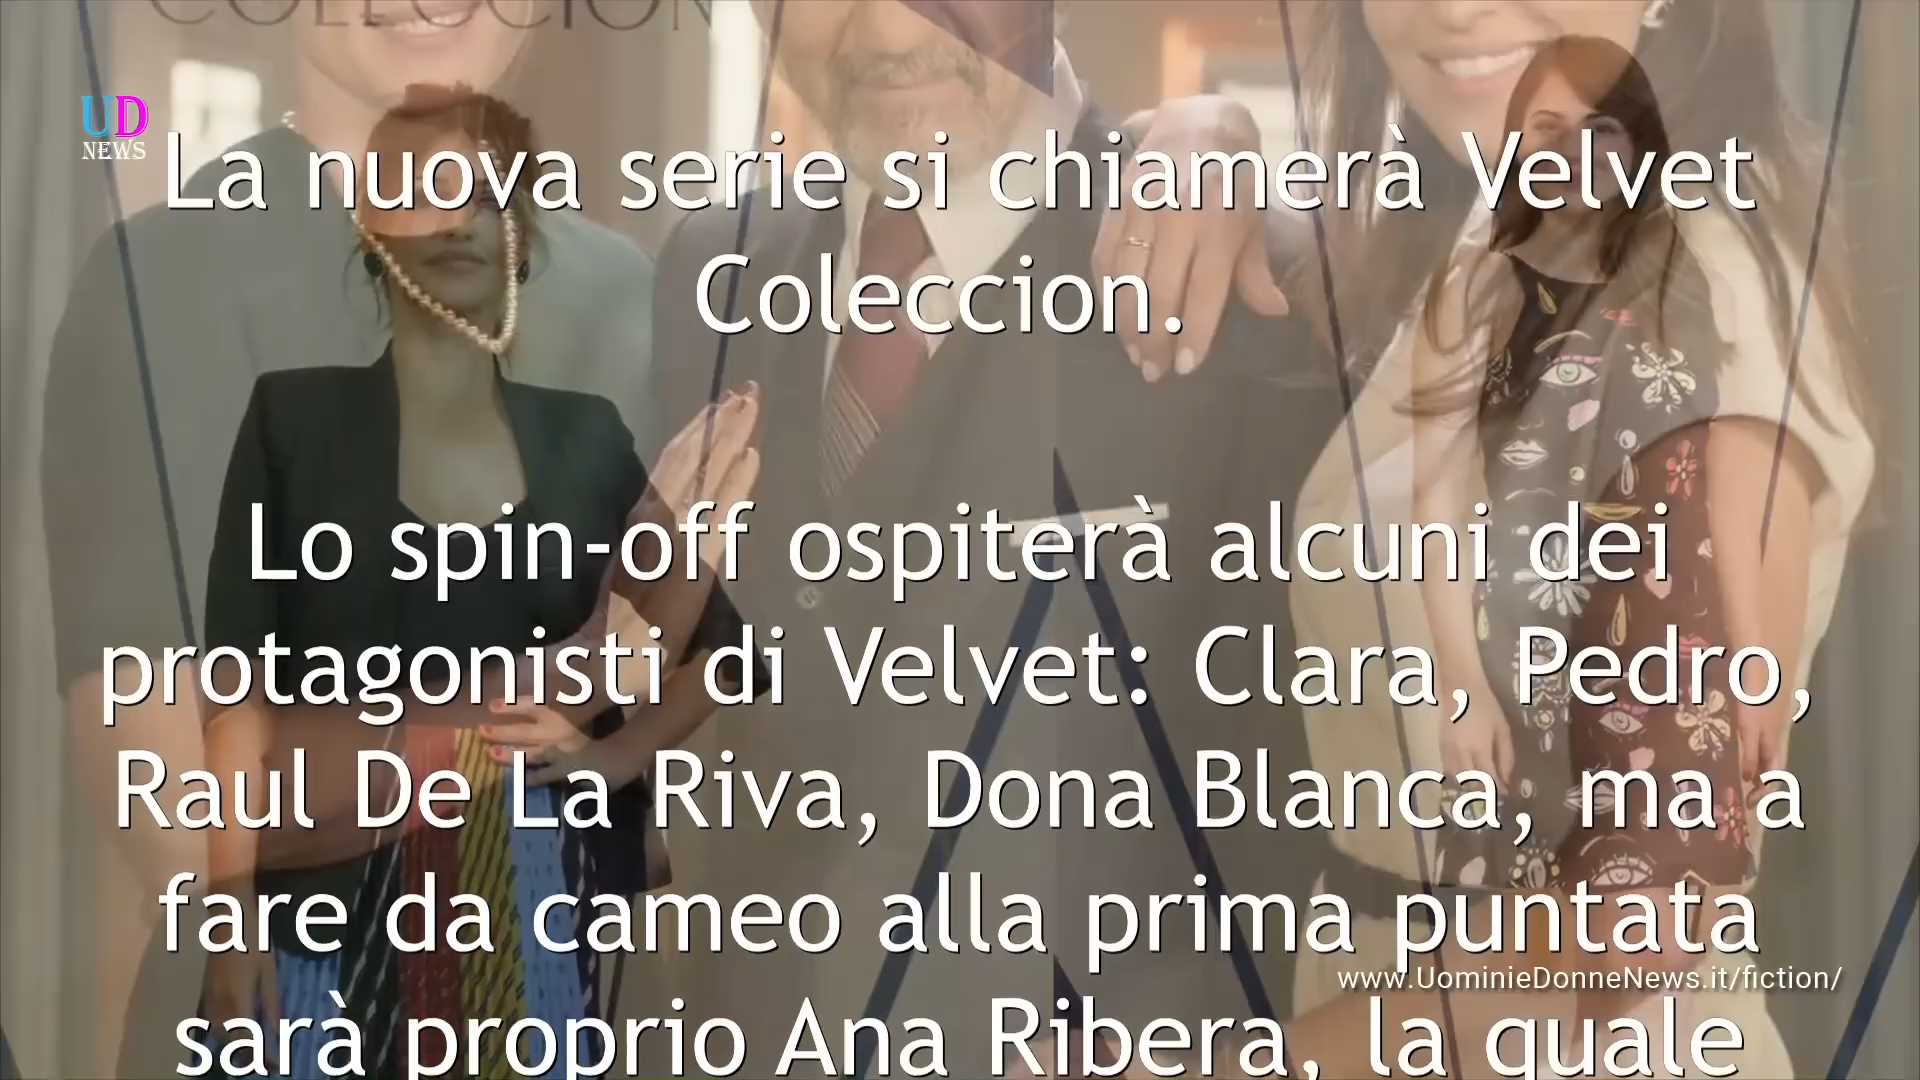 COLECCIÓN
UD
NEWS
La nuova serie si chiamerà Velvet
Coleccion.
Lo spin-off ospiterà alcuni dei
protagonisti di Velvet: Clara, Pedro,
Raul De La Riva, Dona Blanca, ma a
fare da cameo alla prima puntata
www.UominieDonneNews.it/fiction/
sarà proprio Ana Ribera, la quale